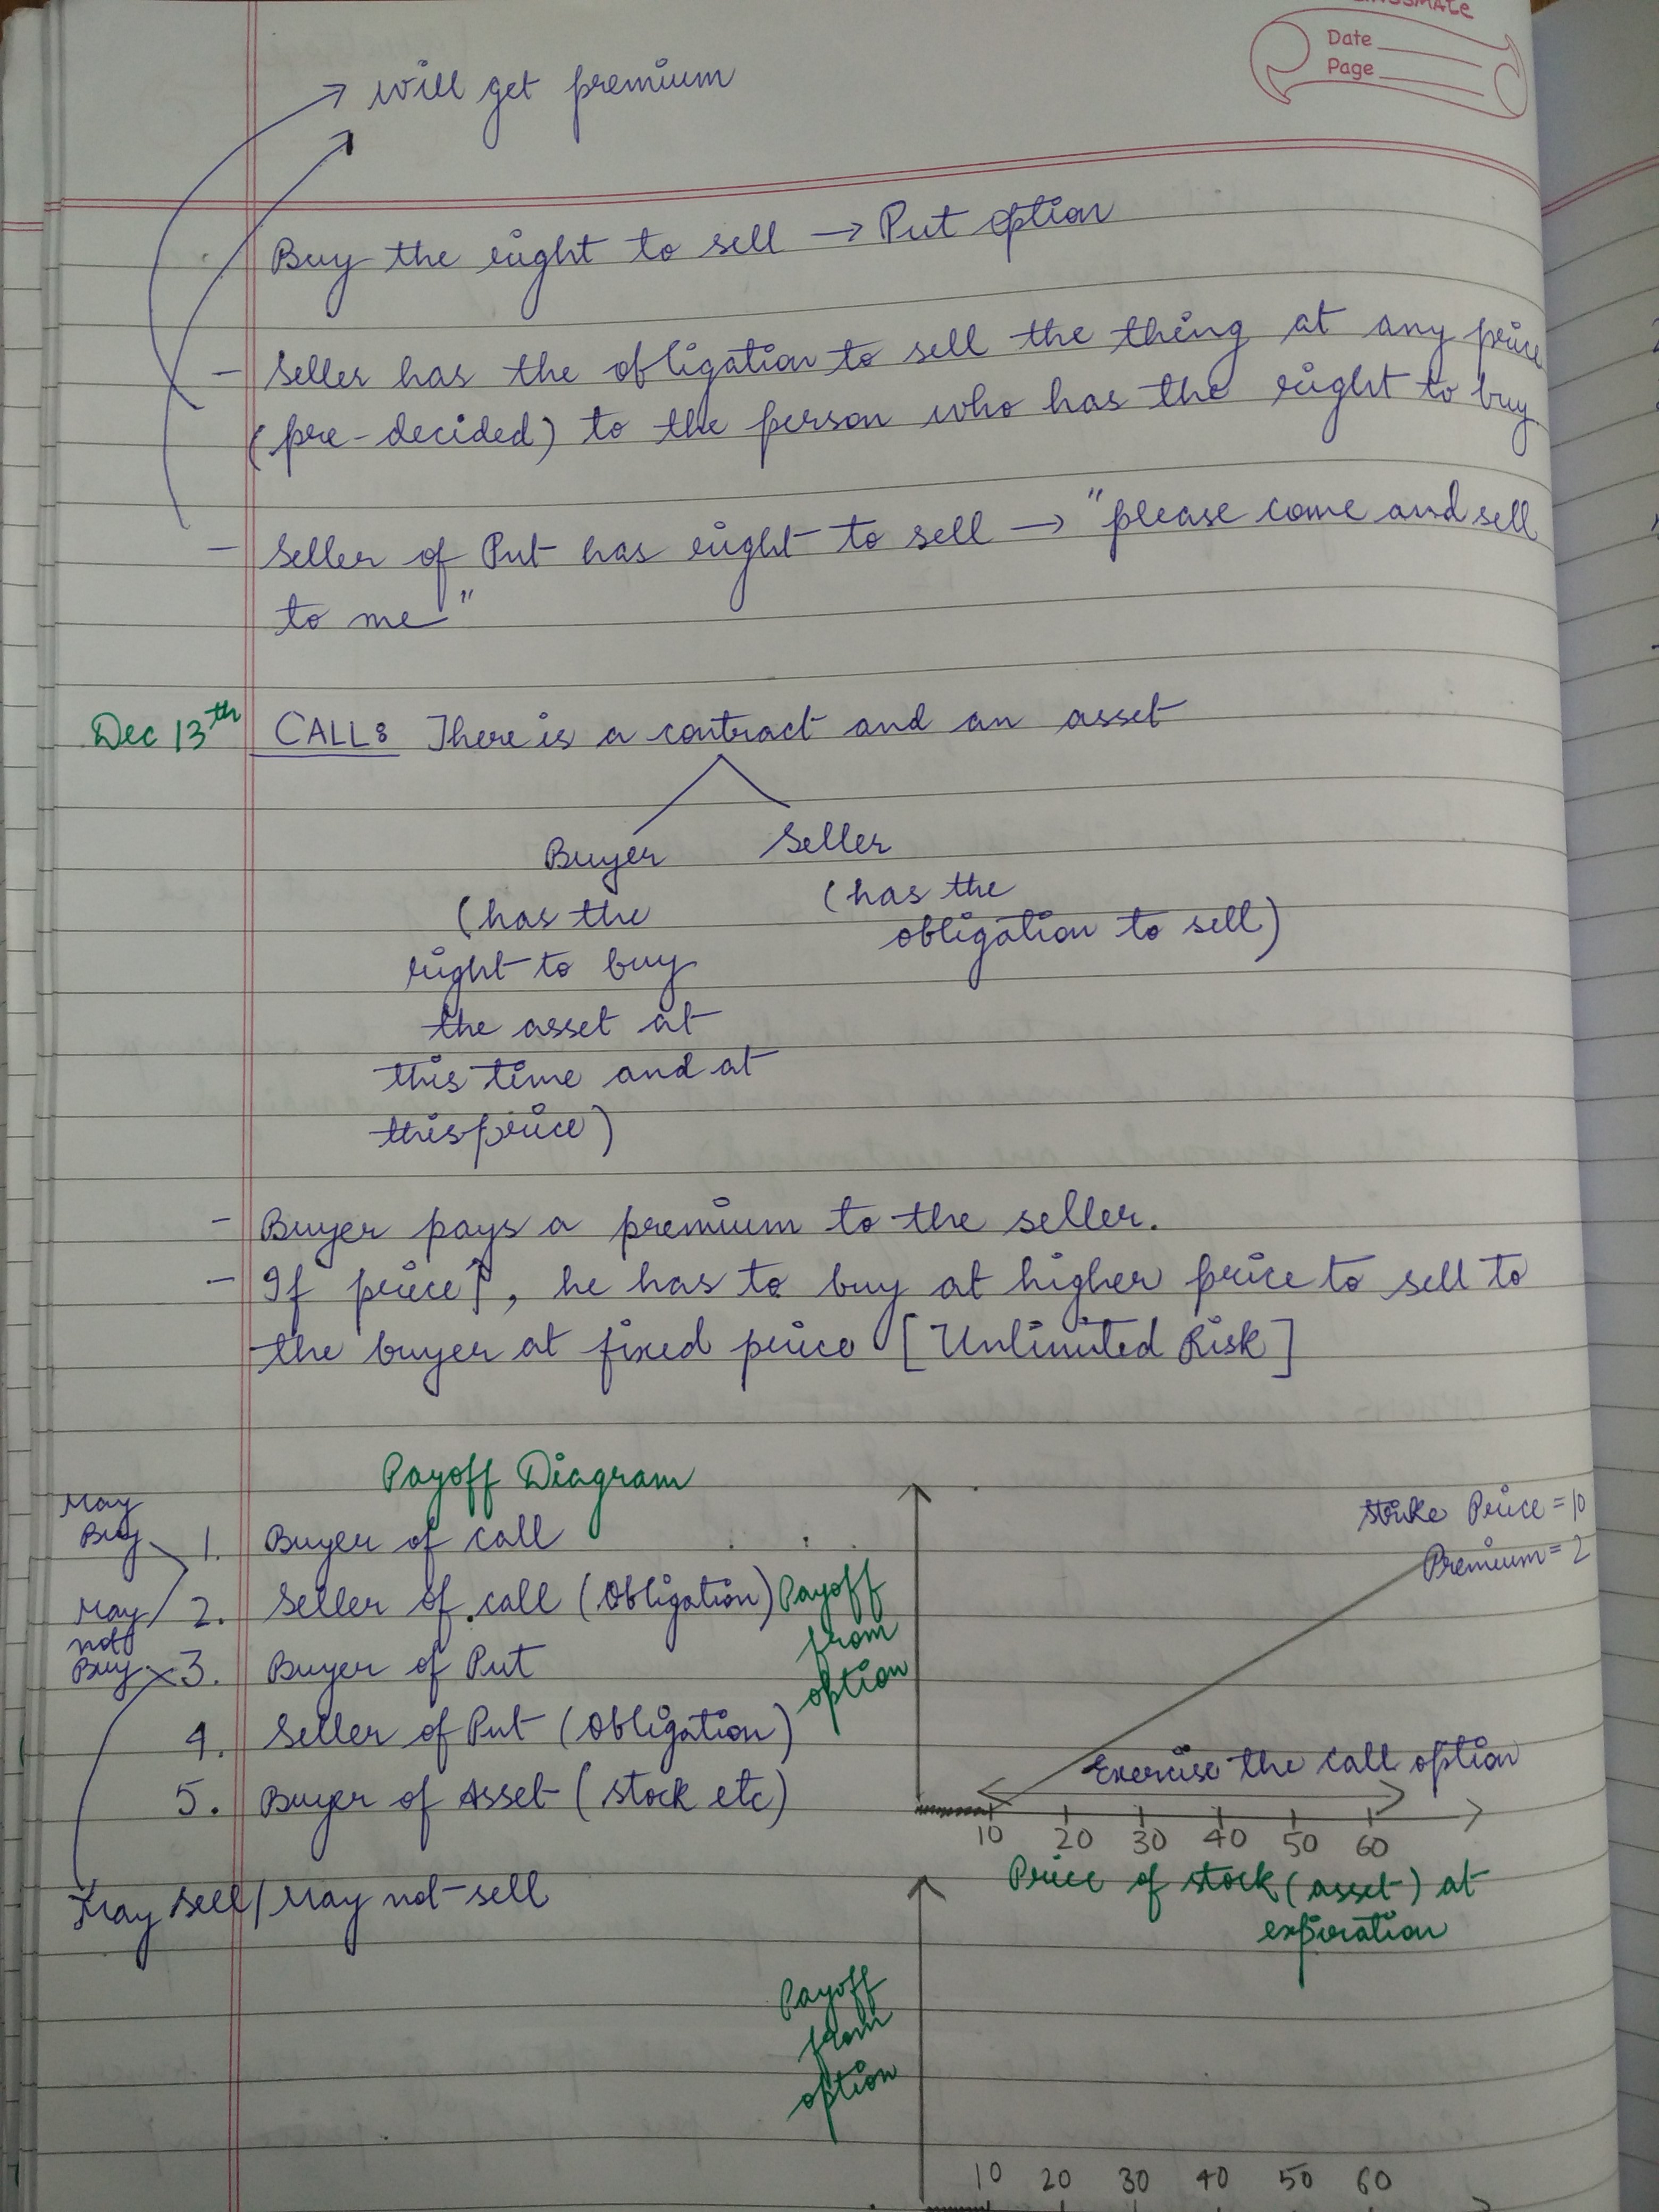 Date
Page
will get premium
Buy the right to sell → Put option
- Seller has the obligation to sell the thing at any price
(pre-decided) to the person who has the right to buy
- Seller of Put has right to sell → "please come and sell
to me"
Dec 13th CALL: There is a contract and an asset
Buyer Seller
(has the
right to buy
the asset at
this time and at
this price)
(has the
obligation to sell)
- Buyer pays a premium to the seller.
- If price↑, he has to buy at higher price to sell to
the buyer at fixed price [Unlimited Risk]
Payoff Diagram
May
Buy
1. Buyer of call
2. Seller of call (Obligation)
May
not
Buy
3. Buyer of Put
4. Seller of Put (Obligation)
5. Buyer of Asset (stock etc)
May Sell/May not sell
Strike Price = 10
Premium = 2
Payoff
from
option
Exercise the call option
10 20 30 40 50 60
Price of stock (asset) at
expiration
Payoff
from
option
10 20 30 40 50 60